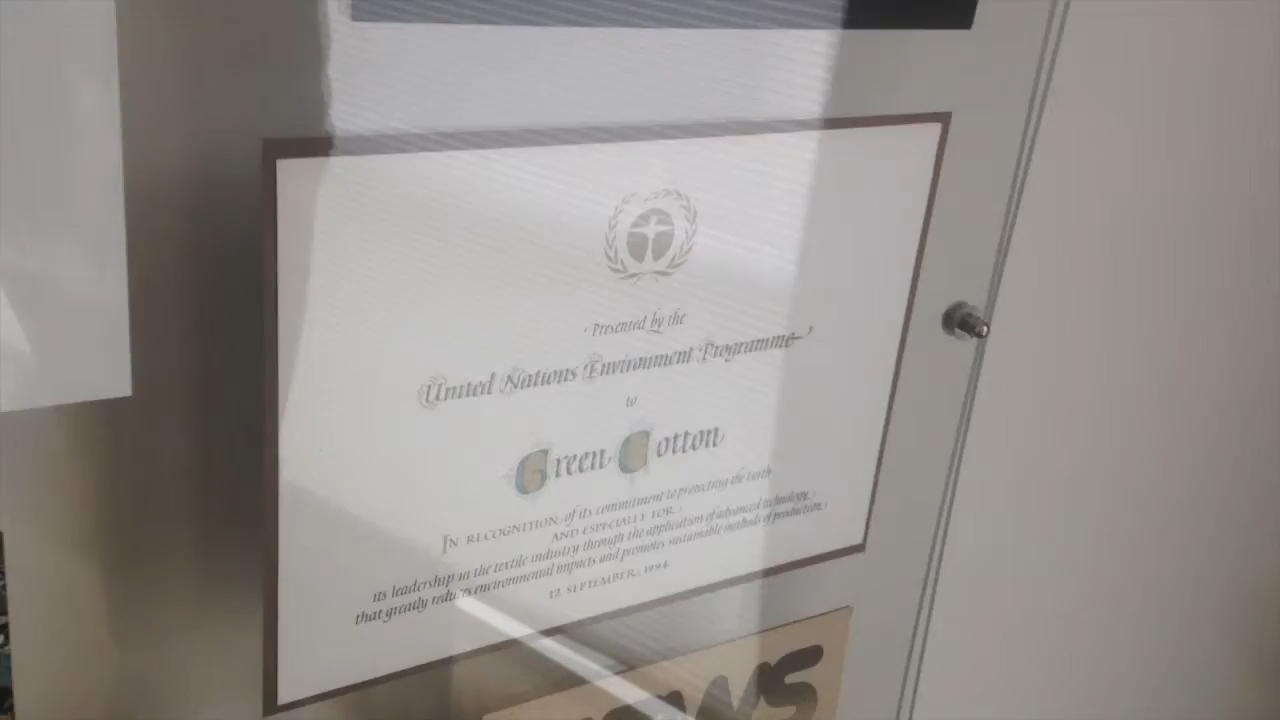 Presented by the
United Nations Environment Programme
to
Green Cotton
IN RECOGNITION of its commitment to protecting the Earth
AND ESPECIALLY FOR
its leadership in the textile industry through the application of advanced technology
that greatly reduces environmental impacts and promotes sustainable methods of production
12 SEPTEMBER, 1994